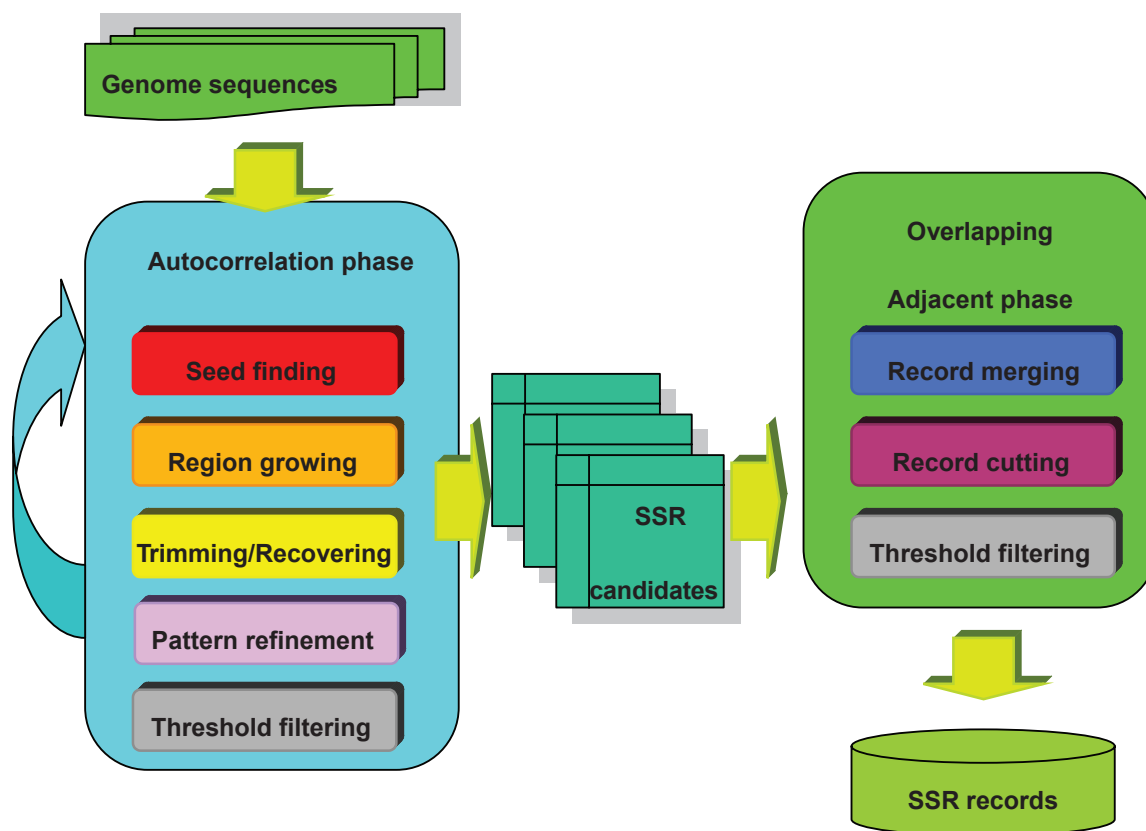 Genome sequences
Autocorrelation phase
Seed finding
Region growing
Trimming/Recovering
Pattern refinement
Threshold filtering
SSR
candidates
Overlapping
Adjacent phase
Record merging
Record cutting
Threshold filtering
SSR records